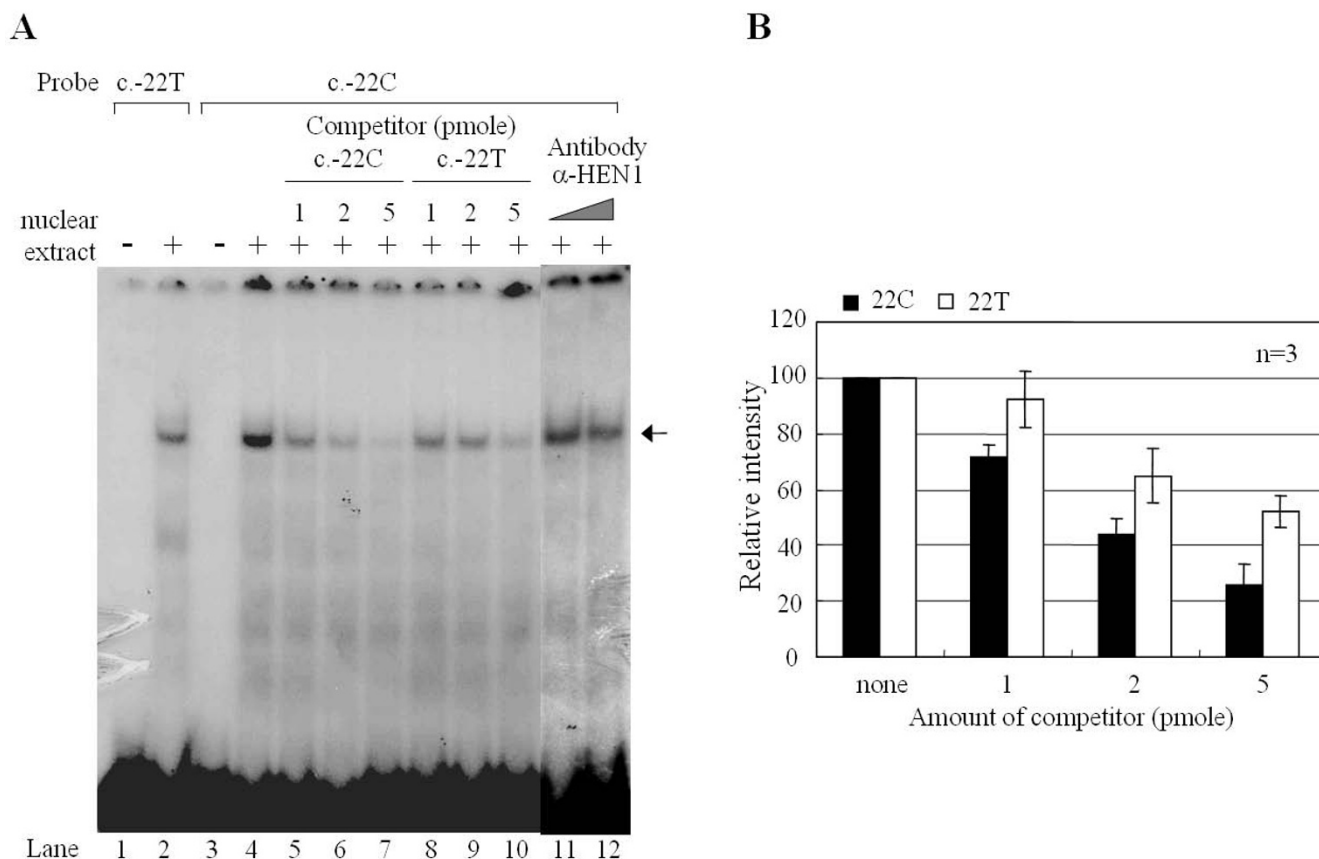 A
Probe c.-22T c.-22C
Competitor (pmole)
c.-22C c.-22T
Antibody
α-HEN1
nuclear
extract
1 2 5 1 2 5
- + - + + + + + + + + +
Lane 1 2 3 4 5 6 7 8 9 10 11 12
B
22C 22T
n=3
Relative intensity
120
100
80
60
40
20
0
none 1 2 5
Amount of competitor (pmole)